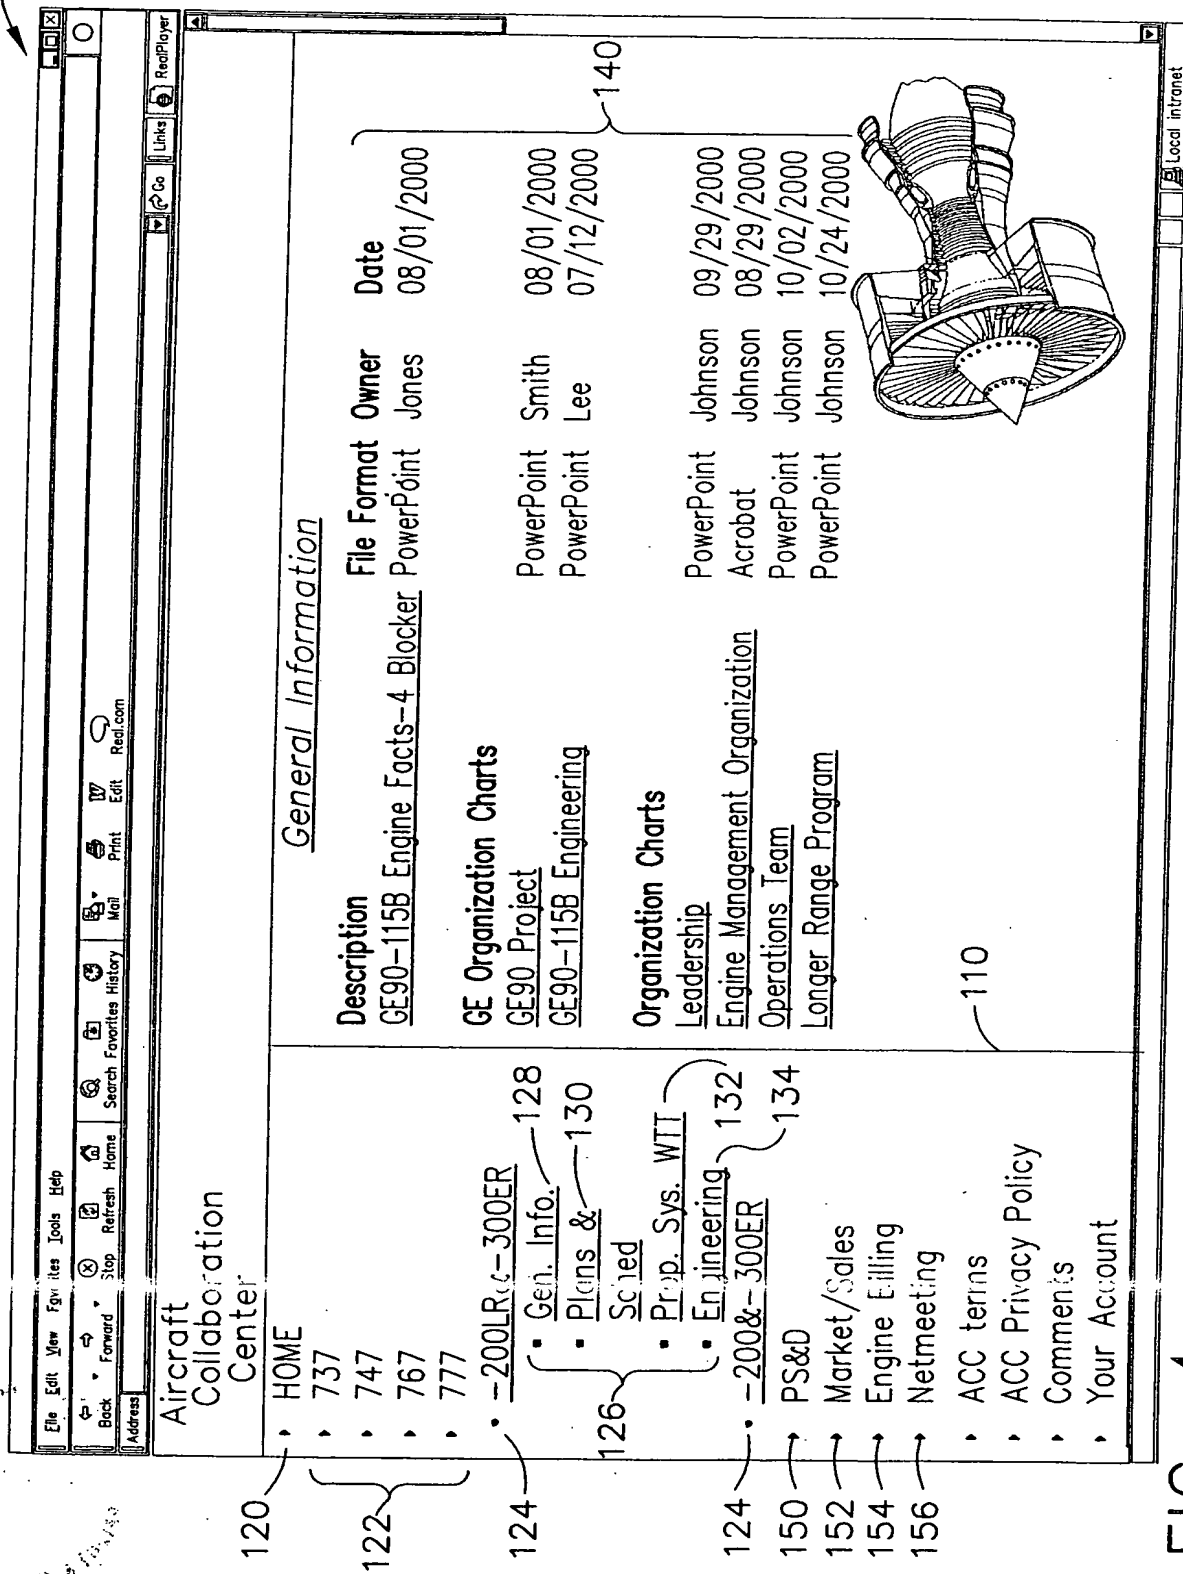 File Edit View Favorites Tools Help
Back Forward Stop Refresh Home Search Favorites History Mail Print Edit Real.com
Address Go Links RealPlayer
Aircraft
Collaboration
Center
120 HOME
122
737
747
767
777
124 -200LR&-300ER
126
Gen. Info. 128
Plans & 130
Sched
Prop. Sys. WTT 132
Engineering 134
124 -200&-300ER
150 PS&D
152 Market/Sales
154 Engine Billing
156 Netmeeting
ACC terms
ACC Privacy Policy
Comments
Your Account
110
General Information
Description File Format Owner Date
GE90-115B Engine Facts-4 Blocker PowerPoint Jones 08/01/2000
GE Organization Charts
GE90 Project PowerPoint Smith 08/01/2000
GE90-115B Engineering PowerPoint Lee 07/12/2000
140
Organization Charts
Leadership PowerPoint Johnson 09/29/2000
Engine Management Organization Acrobat Johnson 08/29/2000
Operations Team PowerPoint Johnson 10/02/2000
Longer Range Program PowerPoint Johnson 10/24/2000
Local intranet